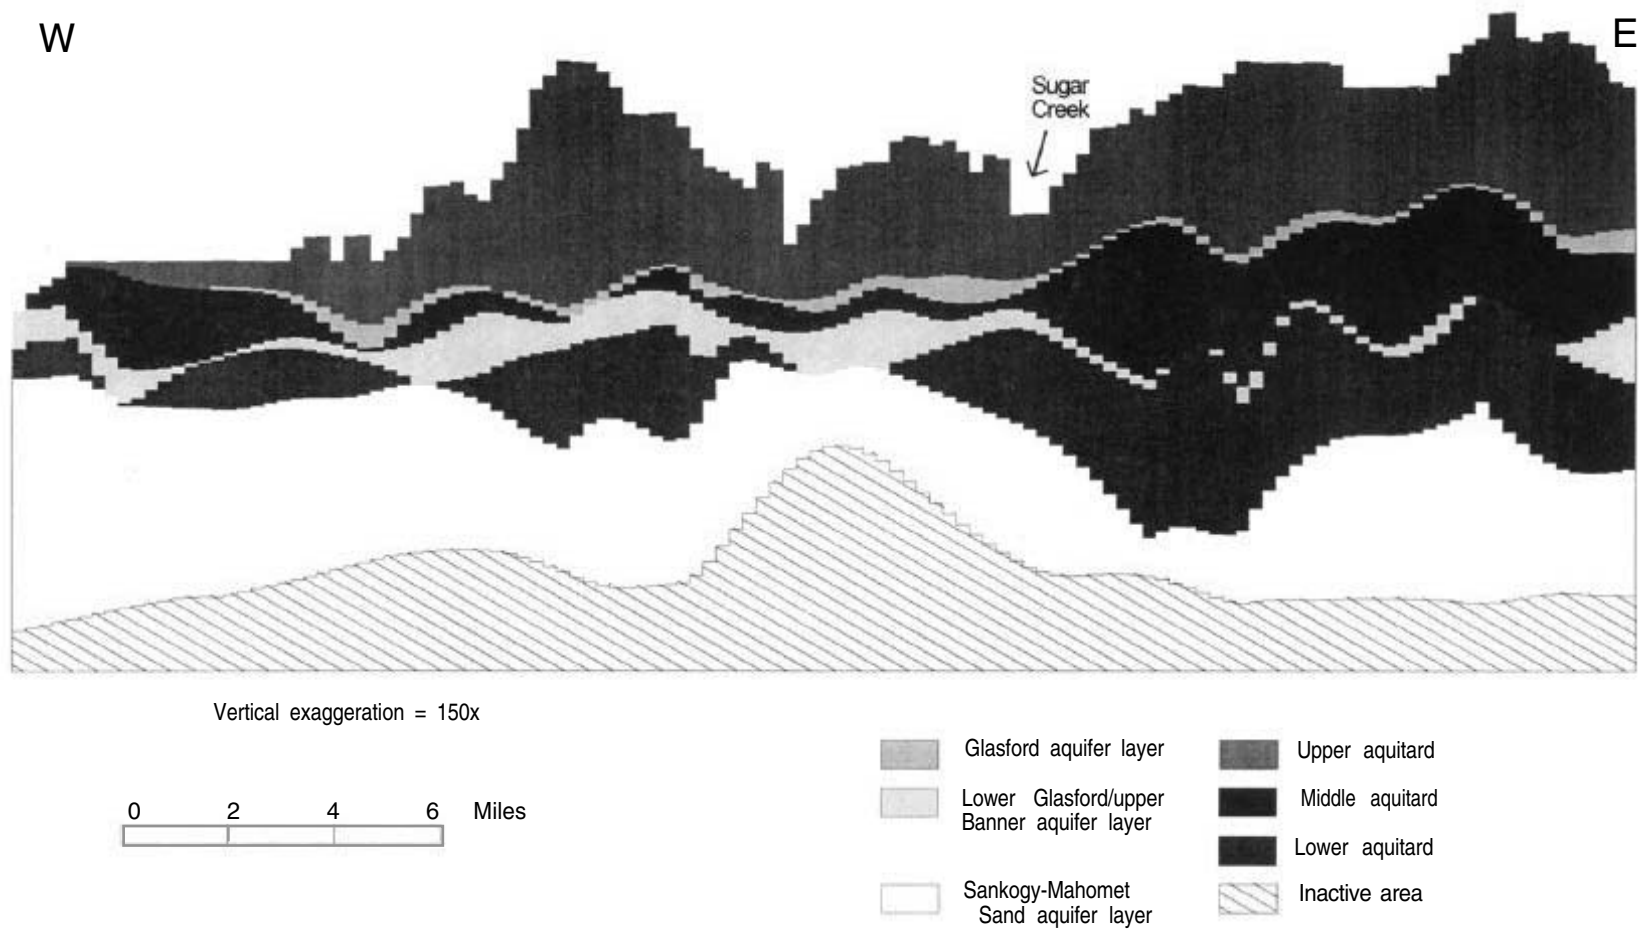 W
E
Sugar
Creek
Vertical exaggeration = 150x
0 2 4 6 Miles
Glasford aquifer layer
Lower Glasford/upper
Banner aquifer layer
Sankogy-Mahomet
Sand aquifer layer
Upper aquitard
Middle aquitard
Lower aquitard
Inactive area